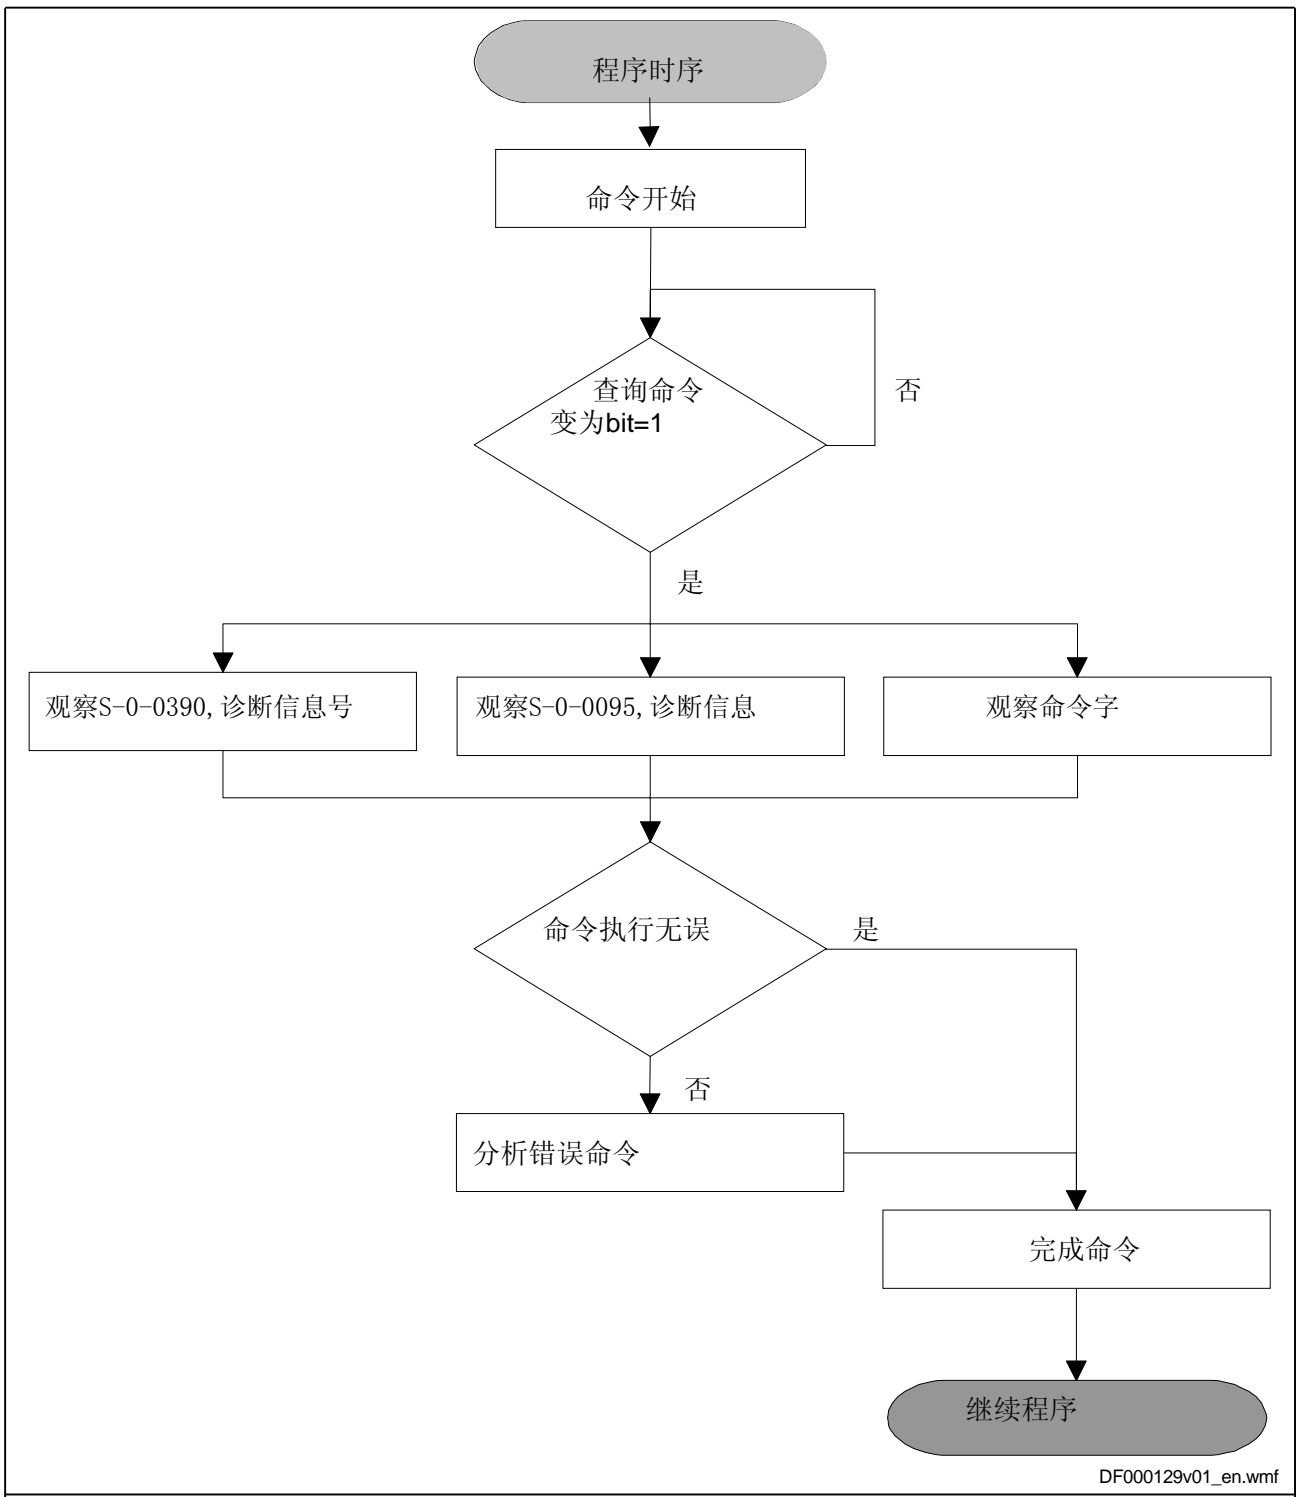 程序时序
命令开始
查询命令
变为bit=1
否
是
观察S-0-0390,诊断信息号
观察S-0-0095,诊断信息
观察命令字
命令执行无误
是
否
分析错误命令
完成命令
继续程序
DF000129v01_en.wmf